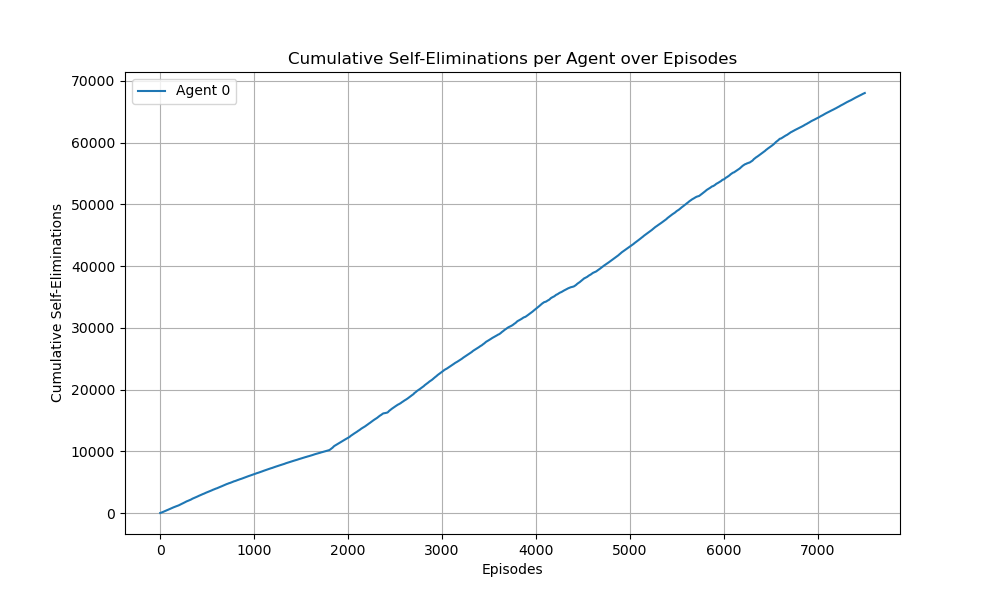 Cumulative Self-Eliminations per Agent over Episodes
Agent 0
70000
60000
50000
40000
30000
20000
10000
0
Cumulative Self-Eliminations
0 1000 2000 3000 4000 5000 6000 7000
Episodes